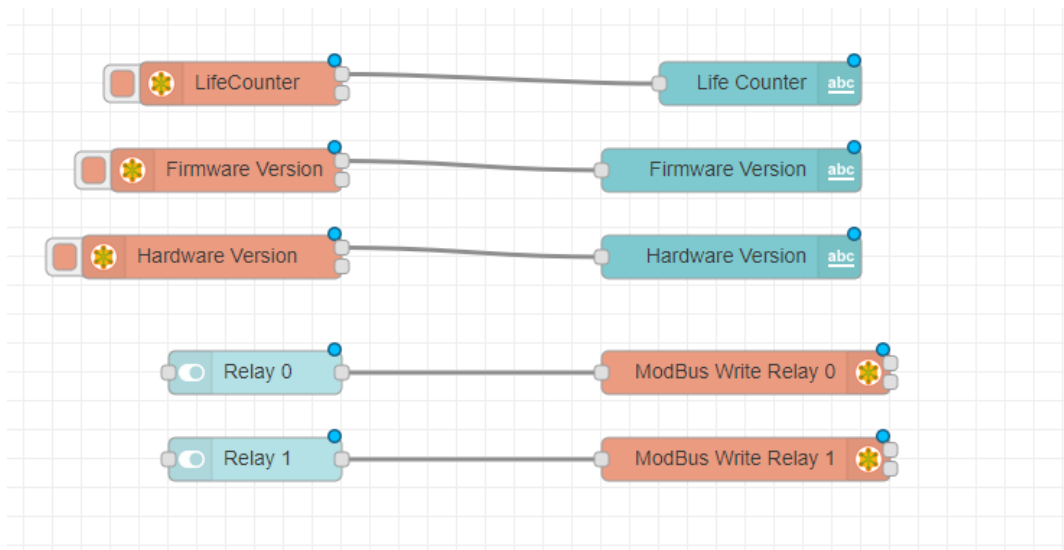 LifeCounter
Life Counter
abc
Firmware Version
Firmware Version
abc
Hardware Version
Hardware Version
abc
Relay 0
ModBus Write Relay 0
Relay 1
ModBus Write Relay 1